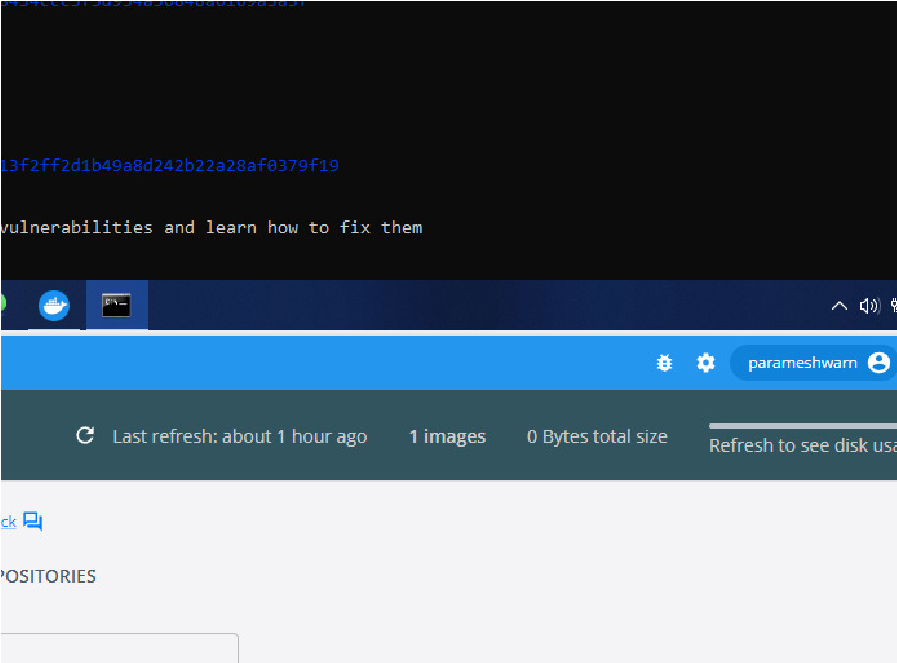 13f2ff2d1b49a8d242b22a28af0379f19
vulnerabilities and learn how to fix them
parameshwarn
Last refresh: about 1 hour ago
1 images
0 Bytes total size
Refresh to see disk usa
ck
POSITORIES